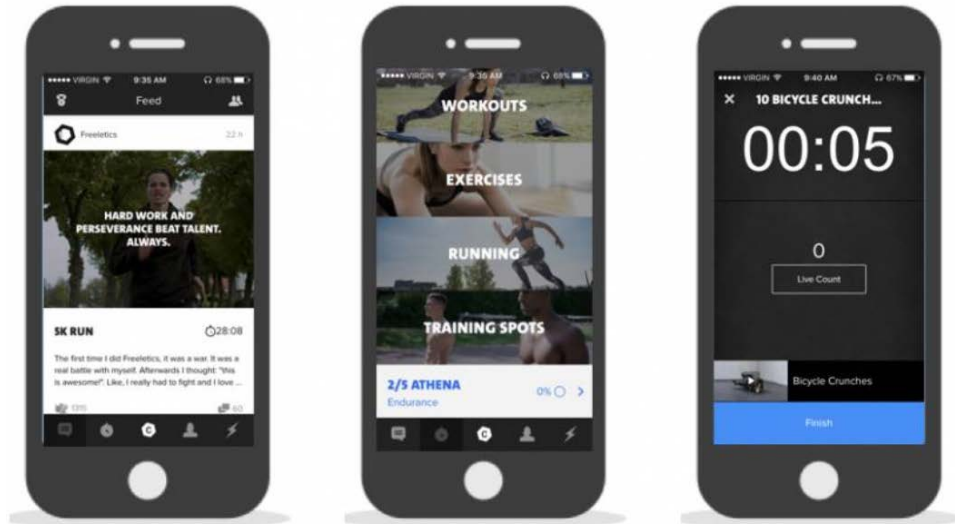 VIRGIN 9:35 AM 68%
Feed
Freeletics 22 h
HARD WORK AND
PERSEVERANCE BEAT TALENT.
ALWAYS.
5K RUN 28:08
The first time I did Freeletics, it was a war. It was a
real battle with myself. Afterwards I thought: "this
is awesome!". Like, I really had to fight and I love ...
1315 60
C
VIRGIN 9:35 AM 68%
WORKOUTS
EXERCISES
RUNNING
TRAINING SPOTS
2/5 ATHENA 0%
Endurance
C
VIRGIN 9:40 AM 67%
10 BICYCLE CRUNCH...
00:05
0
Live Count
Bicycle Crunches
Finish